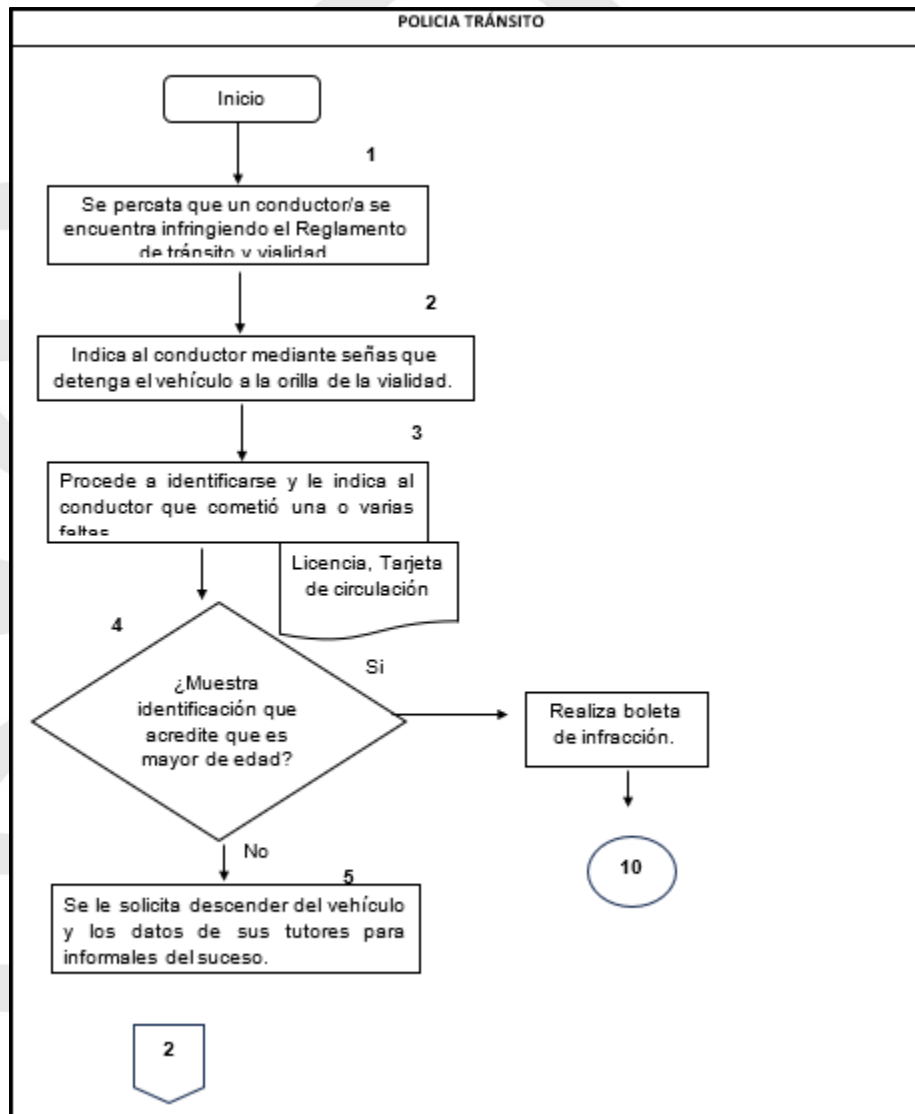 POLICIA TRÁNSITO
Inicio
1
Se percata que un conductor/a se
encuentra infringiendo el Reglamento
de tránsito y vialidad
2
Indica al conductor mediante señas que
detenga el vehículo a la orilla de la vialidad.
3
Procede a identificarse y le indica al
conductor que cometió una o varias
faltas
Licencia, Tarjeta
de circulación
4
¿Muestra
identificación que
acredite que es
mayor de edad?
Si
Realiza boleta
de infracción.
10
No
5
Se le solicita descender del vehículo
y los datos de sus tutores para
informales del suceso.
2